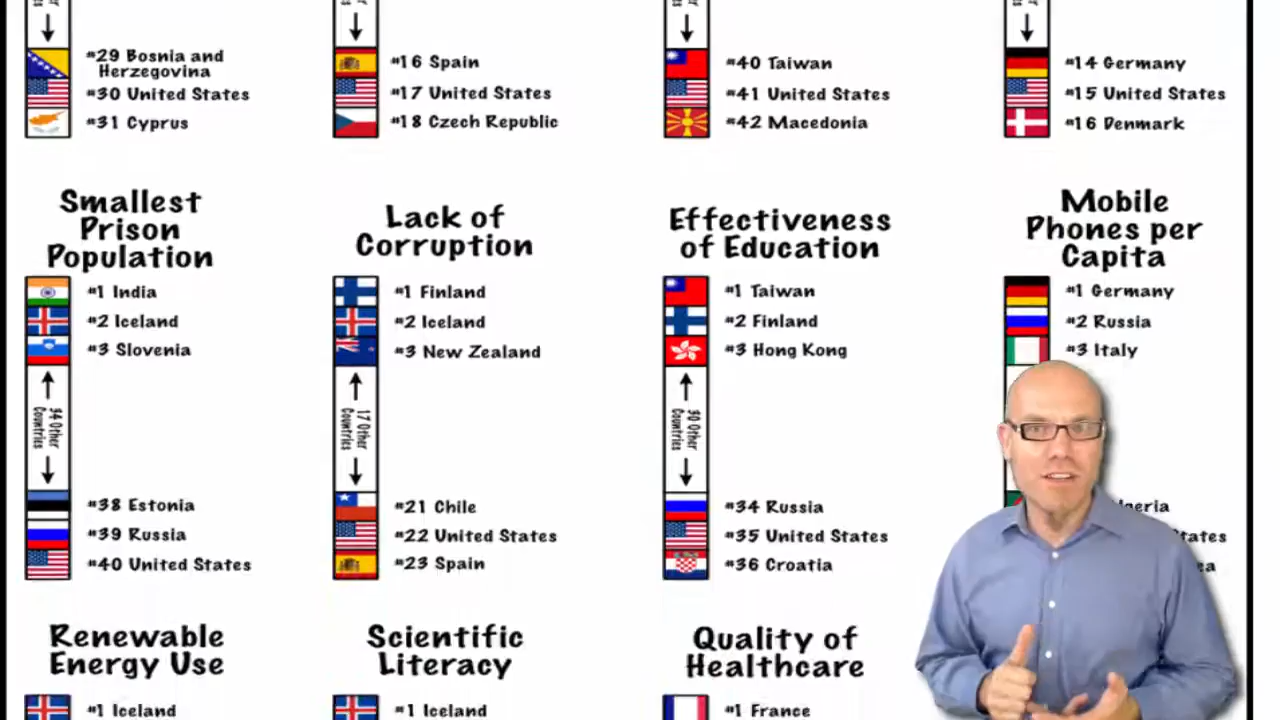 #29 Bosnia and
Herzegovina
#30 United States
#31 Cyprus
#16 Spain
#17 United States
#18 Czech Republic
#40 Taiwan
#41 United States
#42 Macedonia
#14 Germany
#15 United States
#16 Denmark
Smallest
Prison
Population
#1 India
#2 Iceland
#3 Slovenia
34 Other
Countries
#38 Estonia
#39 Russia
#40 United States
Lack of
Corruption
#1 Finland
#2 Iceland
#3 New Zealand
17 Other
Countries
#21 Chile
#22 United States
#23 Spain
Effectiveness
of Education
#1 Taiwan
#2 Finland
#3 Hong Kong
30 Other
Countries
#34 Russia
#35 United States
#36 Croatia
Mobile
Phones per
Capita
#1 Germany
#2 Russia
#3 Italy
Renewable
Energy Use
#1 Iceland
Scientific
Literacy
#1 Iceland
Quality of
Healthcare
#1 France